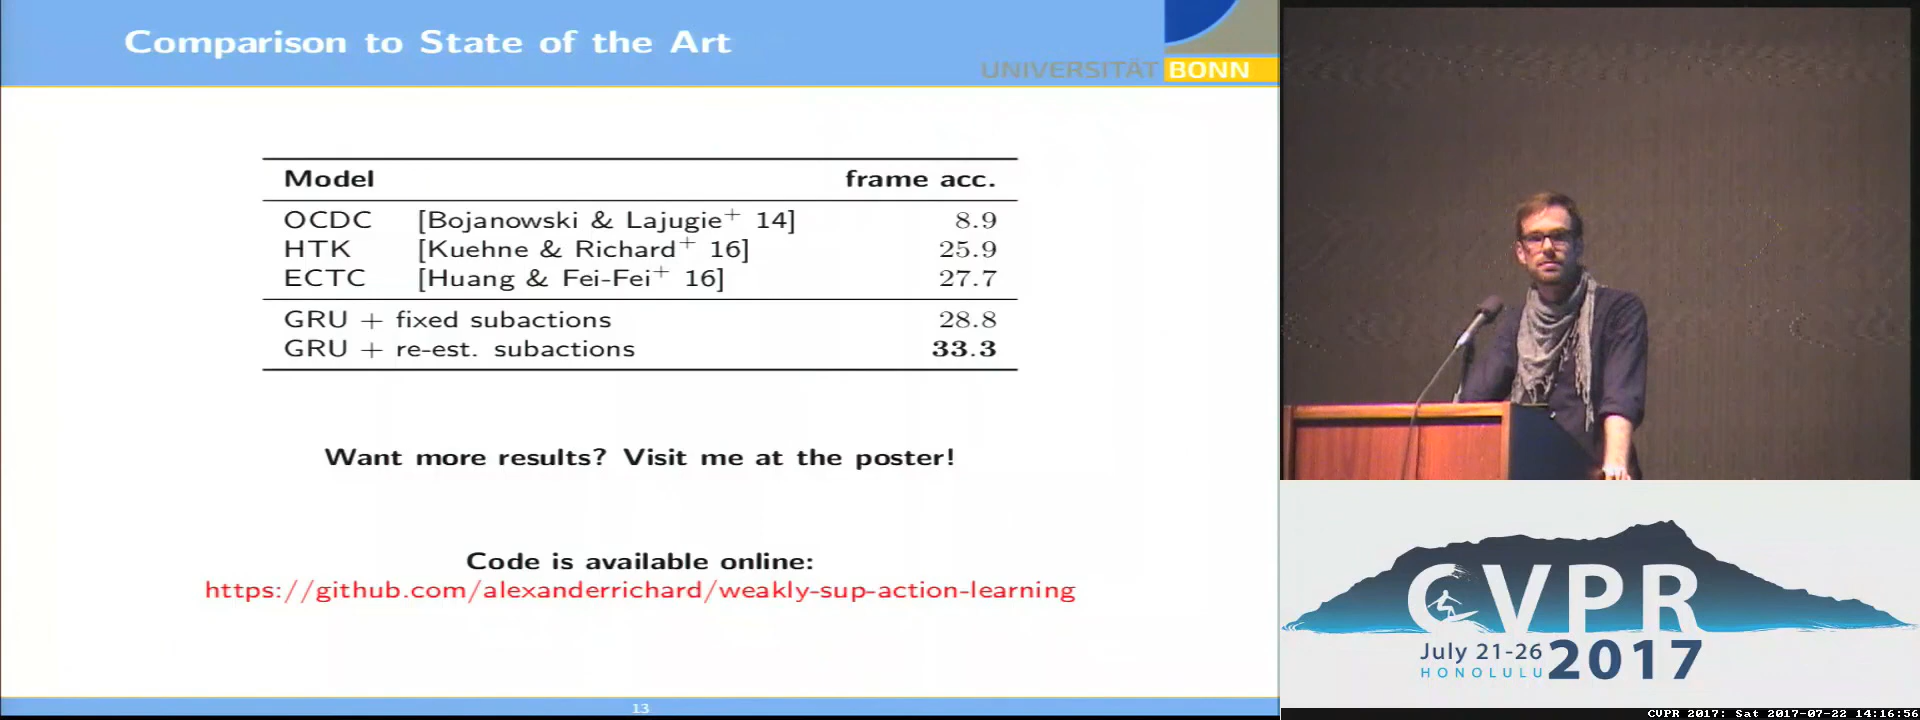 Comparison to State of the Art
UNIVERSITÄT BONN
Model frame acc.
OCDC [Bojanowski & Lajugie+ 14] 8.9
HTK [Kuehne & Richard+ 16] 25.9
ECTC [Huang & Fei-Fei+ 16] 27.7
GRU + fixed subactions 28.8
GRU + re-est. subactions 33.3
Want more results? Visit me at the poster!
Code is available online:
https://github.com/alexanderrichard/weakly-sup-action-learning
13
CVPR
July 21-26
HONOLULU
2017
CVPR 2017: Sat 2017-07-22 14:16:56